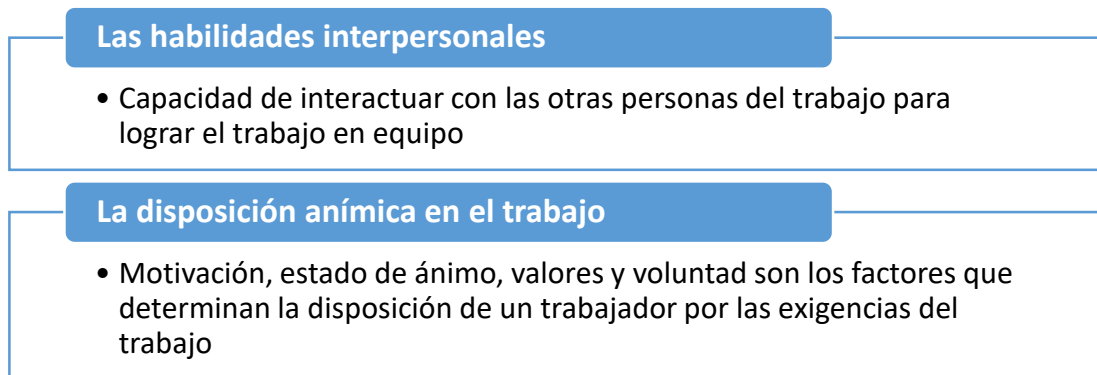 Las habilidades interpersonales
• Capacidad de interactuar con las otras personas del trabajo para
lograr el trabajo en equipo
La disposición anímica en el trabajo
• Motivación, estado de ánimo, valores y voluntad son los factores que
determinan la disposición de un trabajador por las exigencias del
trabajo